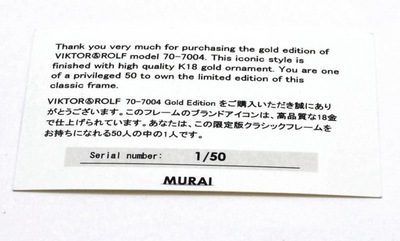 Thank you very much for purchasing the gold edition of
VIKTOR&ROLF model 70-7004. This iconic style is
finished with high quality K18 gold ornament. You are one
of a privileged 50 to own the limited edition of this
classic frame.
VIKTOR&ROLF 70-7004 Gold Edition をご購入いただき誠にあり
がとうございます。このフレームのブランドアイコンは、高品質な18金
で仕上げられています。あなたは、この限定版クラシックフレームを
お持ちになれる50人の中の1人です。
Serial number: 1/50
MURAI